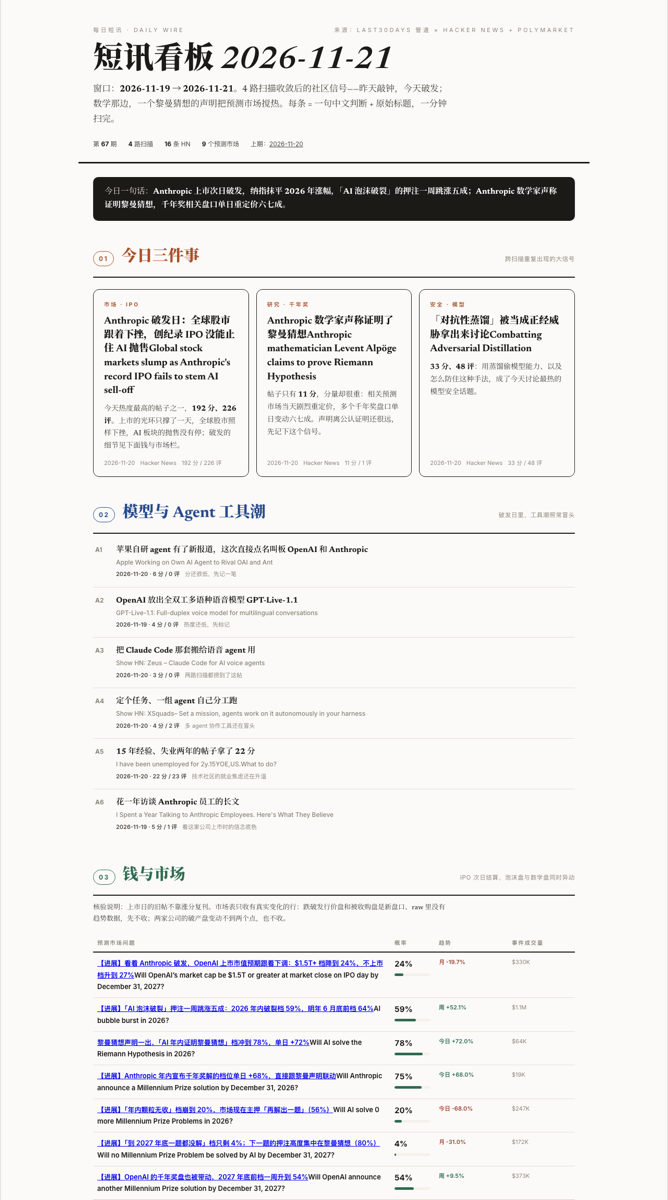 每日短讯 · DAILY WIRE
来源：LAST30DAYS 管道 × HACKER NEWS + POLYMARKET
短讯看板 2026-11-21
窗口：2026-11-19 → 2026-11-21。4 路扫描收敛后的社区信号——昨天敲钟，今天破发；
数学那边，一个黎曼猜想的声明把预测市场搅热。每条 = 一句中文判断 + 原始标题，一分钟
扫完。
第 67 期 4 路扫描 16 条 HN 9 个预测市场 上期：2026-11-20
今日一句话：Anthropic 上市次日破发，纳指抹平 2026 年涨幅，「AI 泡沫破裂」的押注一周跳涨五成；Anthropic 数学家声称
证明黎曼猜想，千年奖相关盘口单日重定价六七成。
01 今日三件事
跨扫描重复出现的大信号
市场 · IPO
Anthropic 破发日：全球股市
跟着下挫，创纪录 IPO 没能止
住 AI 抛售Global stock
markets slump as Anthropic's
record IPO fails to stem AI
sell-off
今天热度最高的帖子之一，192 分、226
评。上市的光环只撑了一天，全球股市照
样下挫，AI 板块的抛售没有停；破发的
细节见下面钱与市场栏。
2026-11-20 Hacker News 192 分 / 226 评
研究 · 千年奖
Anthropic 数学家声称证明了
黎曼猜想Anthropic
mathematician Levent Alpöge
claims to prove Riemann
Hypothesis
帖子只有 11 分，分量却很重：相关预测
市场当天剧烈重定价，多个千年奖盘口单
日变动六七成。声明离公认证明还很远，
先记下这个信号。
2026-11-20 Hacker News 11 分 / 1 评
安全 · 模型
「对抗性蒸馏」被当成正经威
胁拿出来讨论Combatting
Adversarial Distillation
33 分、48 评：用蒸馏偷模型能力、以及
怎么防住这种手法，成了今天讨论最热的
模型安全话题。
2026-11-20 Hacker News 33 分 / 48 评
02 模型与 Agent 工具潮
破发日里，工具潮照常冒头
A1 苹果自研 agent 有了新报道，这次直接点名叫板 OpenAI 和 Anthropic
Apple Working on Own AI Agent to Rival OAI and Ant
2026-11-20 · 6 分 / 0 评 分还很低，先记一笔
A2 OpenAI 放出全双工多语种语音模型 GPT-Live-1.1
GPT-Live-1.1: Full-duplex voice model for multilingual conversations
2026-11-19 · 4 分 / 0 评 热度还低，先标记
A3 把 Claude Code 那套搬给语音 agent 用
Show HN: Zeus – Claude Code for AI voice agents
2026-11-20 · 3 分 / 0 评 两路扫描都捞到了这帖
A4 定个任务、一组 agent 自己分工跑
Show HN: XSquads– Set a mission, agents work on it autonomously in your harness
2026-11-20 · 4 分 / 2 评 多 agent 协作工具还在冒头
A5 15 年经验、失业两年的帖子拿了 22 分
I have been unemployed for 2y.15YOE,US.What to do?
2026-11-20 · 22 分 / 23 评 技术社区的就业焦虑还在升温
A6 花一年访谈 Anthropic 员工的长文
I Spent a Year Talking to Anthropic Employees. Here's What They Believe
2026-11-19 · 5 分 / 1 评 看这家公司上市时的信念底色
03 钱与市场
IPO 次日结算、泡沫盘与数学盘同时异动
核验说明：上市日的旧帖不靠涨分复刊。市场表只收有真实变化的行：跌破发行价盘和被收购盘是新盘口、raw 里没有
趋势数据，先不收；两家公司的破产盘变动不到两个点，也不收。
预测市场问题 概率 趋势 事件成交量
【进展】看着 Anthropic 破发，OpenAI 上市市值预期跟着下调：$1.5T+ 档降到 24%，不上市
档升到 27%Will OpenAI's market cap be $1.5T or greater at market close on IPO day by
December 31, 2027?
24% 月 -19.7% $330K
【进展】「AI 泡沫破裂」押注一周跳涨五成：2026 年内破裂档 59%，明年 6 月底前档 64%AI
bubble burst in 2026?
59% 周 +52.1% $1.1M
黎曼猜想声明一出，「AI 年内证明黎曼猜想」档冲到 78%，单日 +72%Will AI solve the
Riemann Hypothesis in 2026?
78% 今日 +72.0% $64K
【进展】Anthropic 年内宣布千年奖解的档位单日 +68%，直接跟黎曼声明联动Will Anthropic
announce a Millennium Prize solution by December 31, 2026?
75% 今日 +68.0% $19K
【进展】「年内颗粒无收」档崩到 20%，市场现在主押「再解出一题」（56%）Will AI solve 0
more Millennium Prize Problems in 2026?
20% 今日 -68.0% $247K
【进展】「到 2027 年底一题都没解」档只剩 4%；下一题的押注高度集中在黎曼猜想（80%）
Will no Millennium Prize Problem be solved by AI by December 31, 2027?
4% 月 -31.0% $172K
【进展】OpenAI 的千年奖盘也被带动，2027 年底前档一周升到 54%Will OpenAI announce
another Millennium Prize solution by December 31, 2027?
54% 周 +9.5% $373K